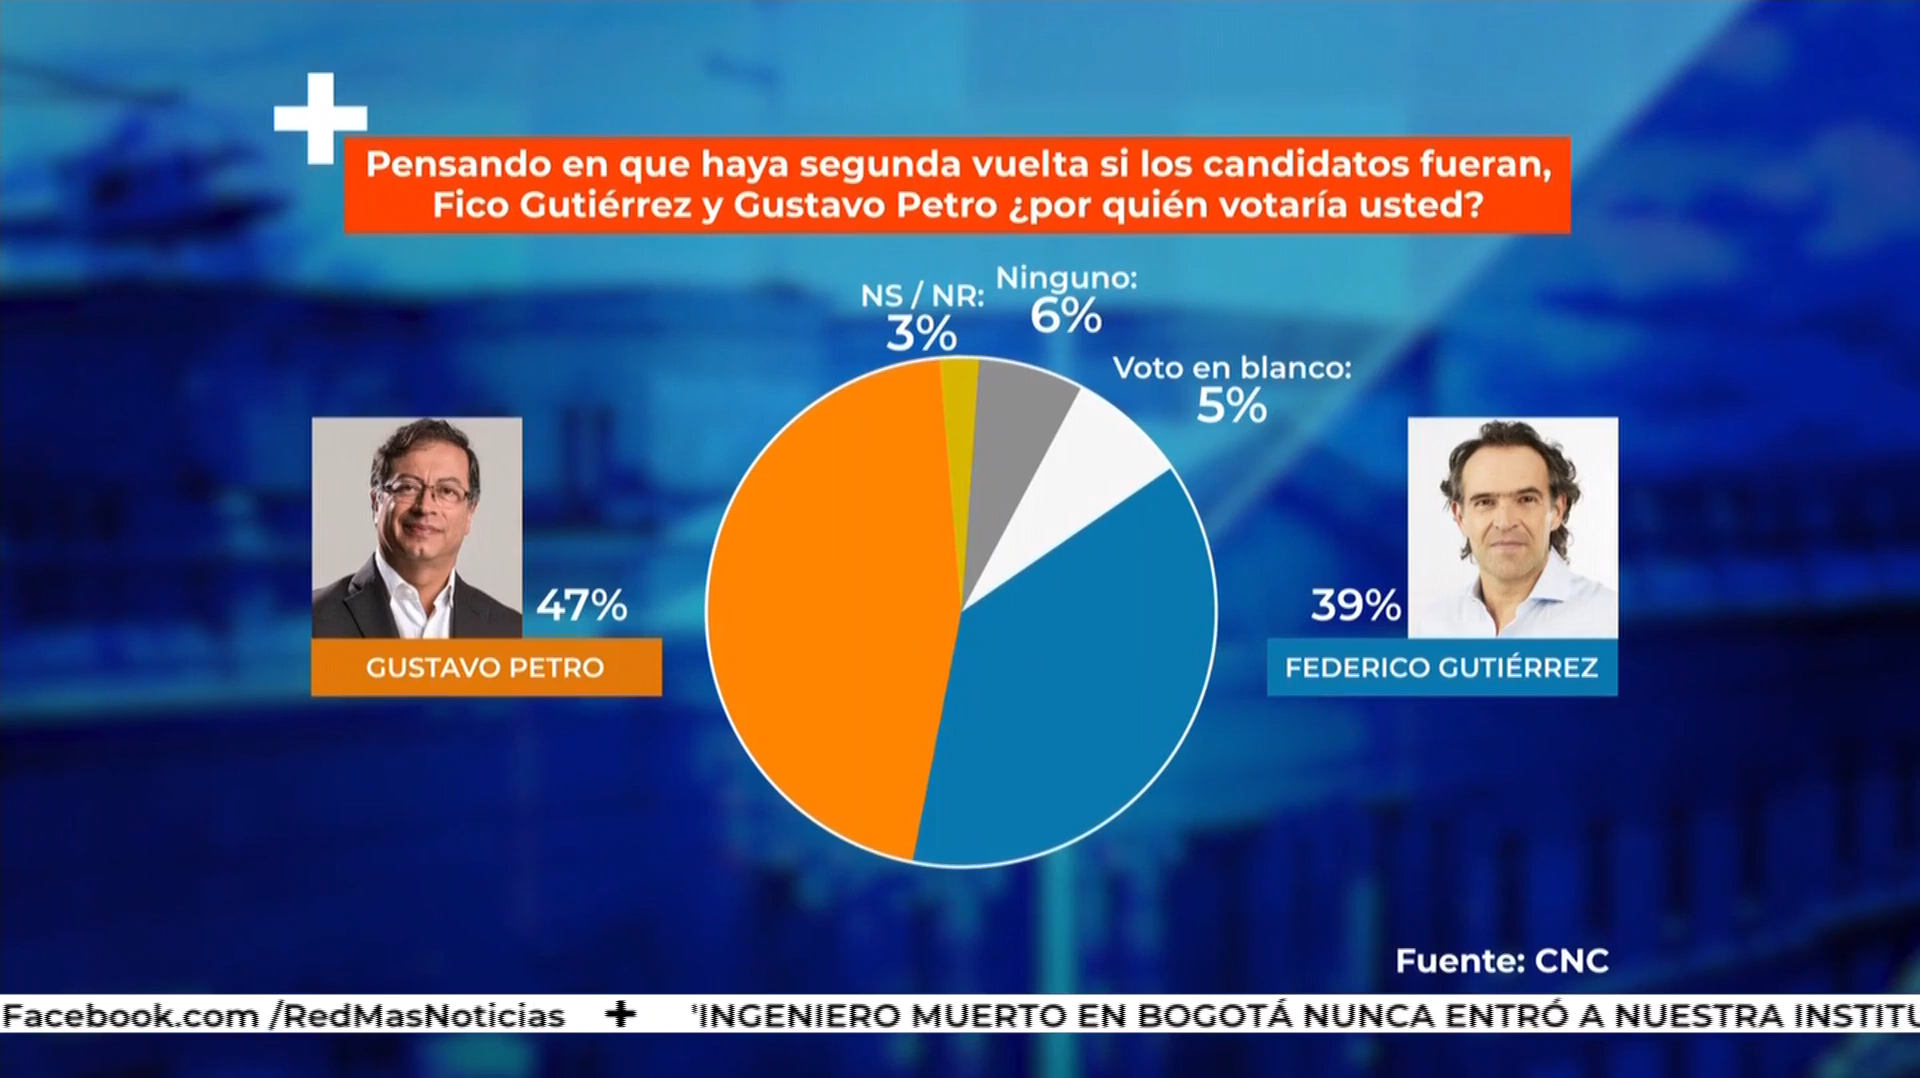 Pensando en que haya segunda vuelta si los candidatos fueran,
Fico Gutiérrez y Gustavo Petro ¿por quién votaría usted?
NS / NR:
3%
Ninguno:
6%
Voto en blanco:
5%
47%
GUSTAVO PETRO
39%
FEDERICO GUTIÉRREZ
Fuente: CNC
Facebook.com /RedMasNoticias + 'INGENIERO MUERTO EN BOGOTÁ NUNCA ENTRÓ A NUESTRA INSTITU